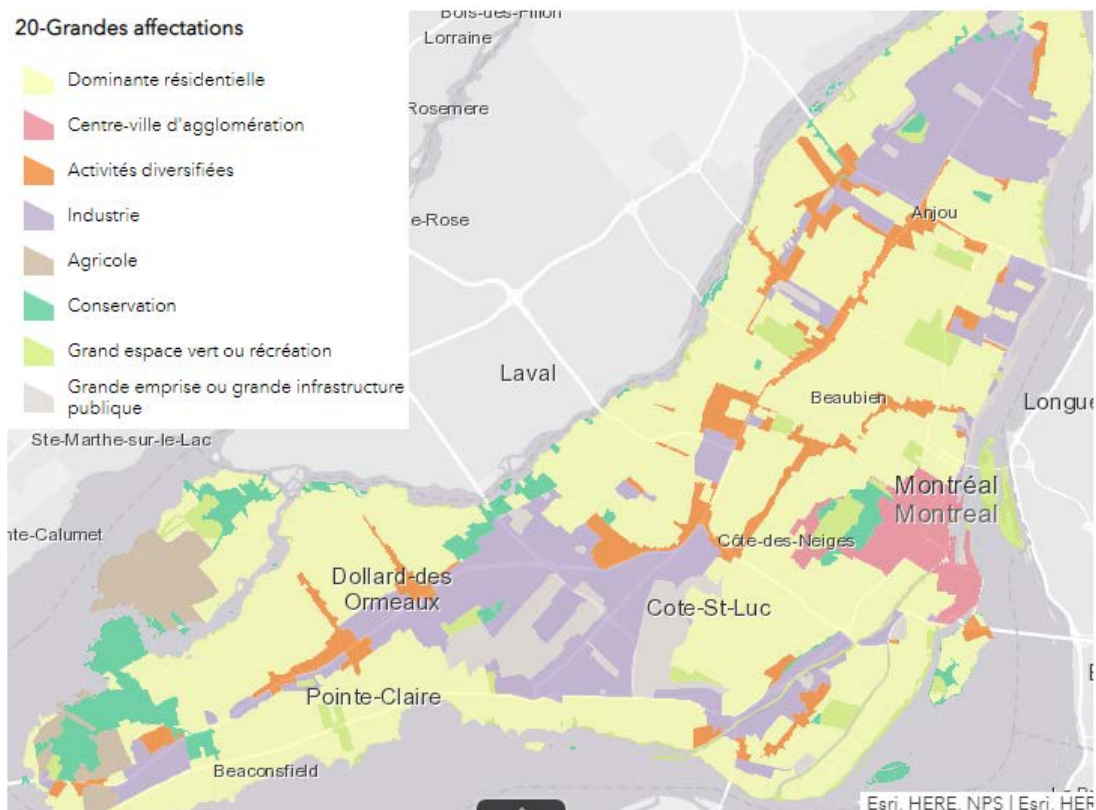 20-Grandes affectations
Dominante résidentielle
Centre-ville d'agglomération
Activités diversifiées
Industrie
Agricole
Conservation
Grand espace vert ou récréation
Grande emprise ou grande infrastructure
publique
Bois-des-Filion
Lorraine
Rosemere
e-Rose
Anjou
Laval
Beaubien
Longue
Ste-Marthe-sur-le-Lac
Montréal
Montreal
nte-Calumet
Côte-des-Neiges
Dollard-des
Ormeaux
Cote-St-Luc
Pointe-Claire
Beaconsfield
Esri, HERE, NPS | Esri, HER